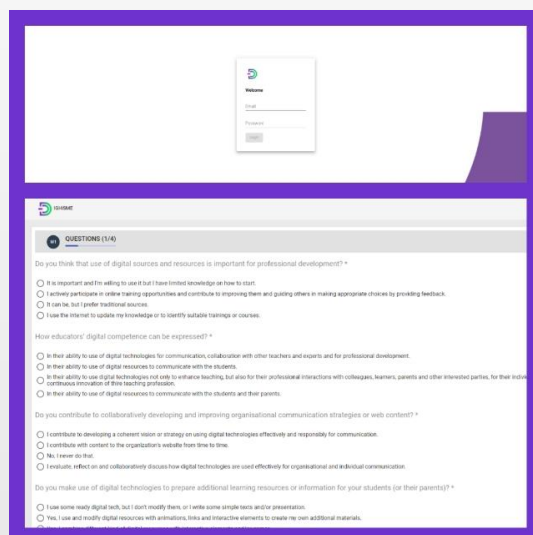 Welcome
Email
Password
IGHSME
M1
QUESTIONS (1/4)
Do you think that use of digital sources and resources is important for professional development? *
It is important and I'm willing to use it but I have limited knowledge on how to start.
I actively participate in online training opportunities and contribute to improving them and guiding others in making appropriate choices by providing feedback.
It can be, but I prefer traditional sources.
I use the Internet to update my knowledge or to identify suitable trainings or courses.
How educators' digital competence can be expressed? *
In their ability to use of digital technologies for communication, collaboration with other teachers and experts and for professional development.
In their ability to use of digital resources to communicate with the students.
In their ability to use digital technologies not only to enhance teaching, but also for their professional interactions with colleagues, learners, parents and other interested parties, for their indivi
continuous innovation of thre teaching profession.
In their ability to use of digital resources to communicate with the students and their parents.
Do you contribute to collaboratively developing and improving organisational communication strategies or web content? *
I contribute to developing a coherent vision or strategy on using digital technologies effectively and responsibly for communication.
I contribute with content to the organization's website from time to time.
No, I never do that.
I evaluate, reflect on and collaboratively discuss how digital technologies are used effectively for organisational and individual communication.
Do you make use of digital technologies to prepare additional learning resources or information for your students (or their parents)? *
I use some ready digital tech, but I don't modify them, or I write some simple texts and/or presentation.
Yes, I use and modify digital resources with animations, links and interactive elements to create my own additional materials.